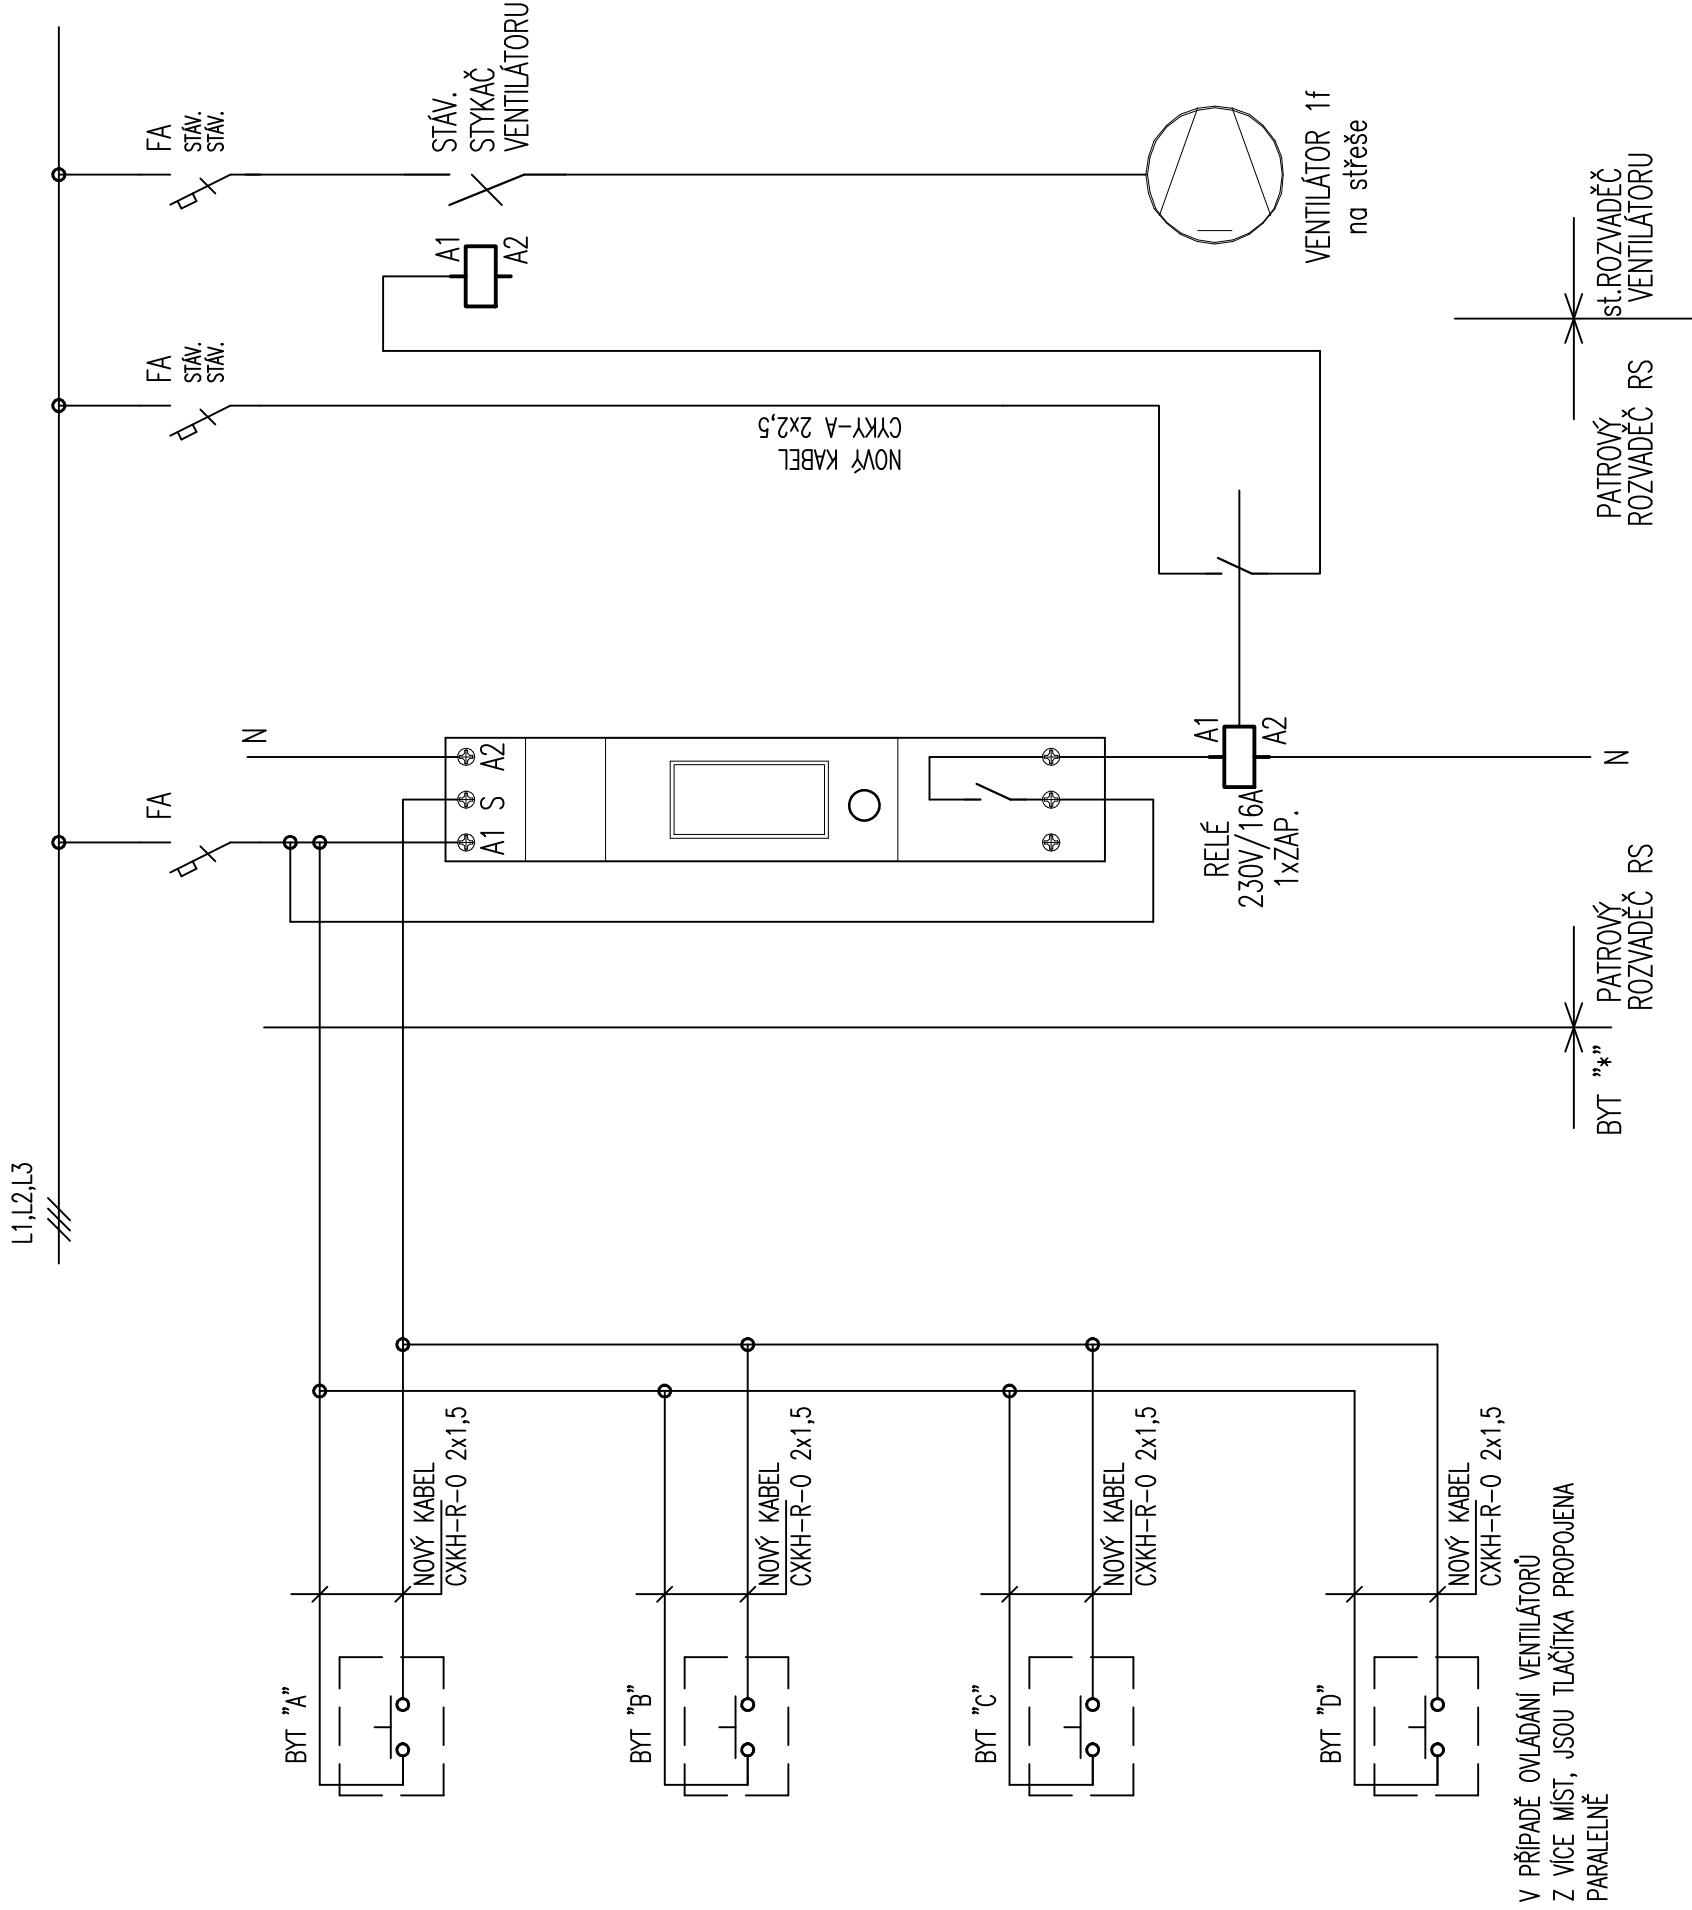 L1,L2,L3
FA
FA
STÁV.
STÁV.
FA
STÁV.
STÁV.
N
A1
S
A2
STÁV.
STYKAČ
VENTILÁTORU
A1
A2
NOVÝ KABEL
CYKY-A 2x2,5
RELÉ
230V/16A
1xZAP.
A1
A2
N
VENTILÁTOR 1f
na střeše
BYT "A"
NOVÝ KABEL
CXKH-R-O 2x1,5
BYT "B"
NOVÝ KABEL
CXKH-R-O 2x1,5
BYT "C"
NOVÝ KABEL
CXKH-R-O 2x1,5
BYT "D"
NOVÝ KABEL
CXKH-R-O 2x1,5
V PŘÍPADĚ OVLÁDÁNÍ VENTILÁTORŮ
Z VÍCE MÍST, JSOU TLAČÍTKA PROPOJENA
PARALELNĚ
BYT "*"
PATROVÝ
ROZVADĚČ RS
PATROVÝ
ROZVADĚČ RS
st.ROZVADĚČ
VENTILÁTORU